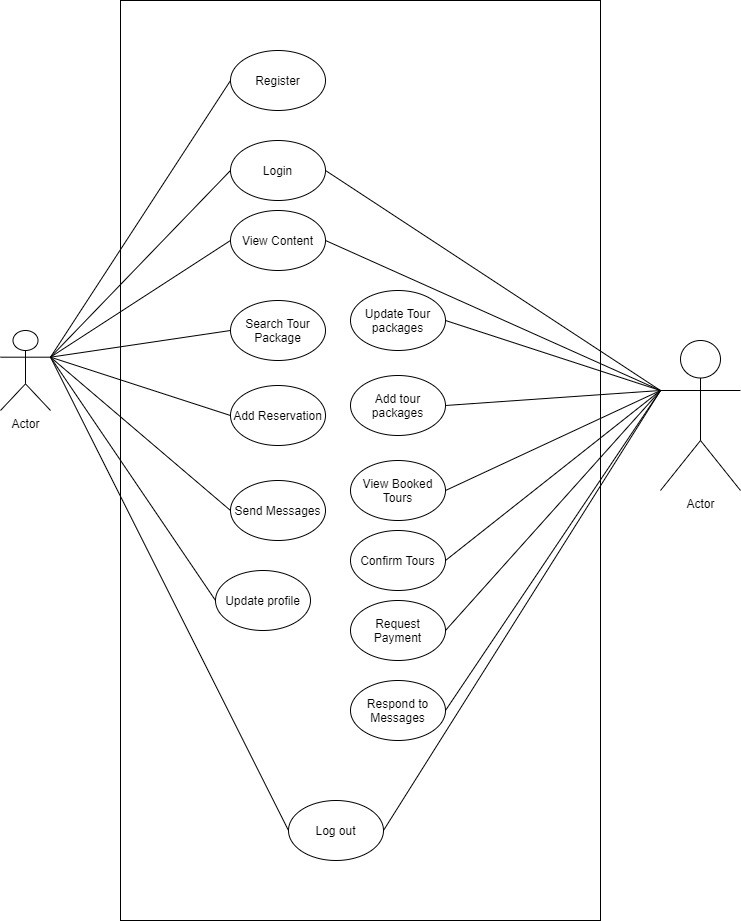 Register
Login
View Content
Search Tour
Package
Update Tour
packages
Add Reservation
Add tour
packages
Actor
Actor
Send Messages
View Booked
Tours
Confirm Tours
Update profile
Request
Payment
Respond to
Messages
Log out